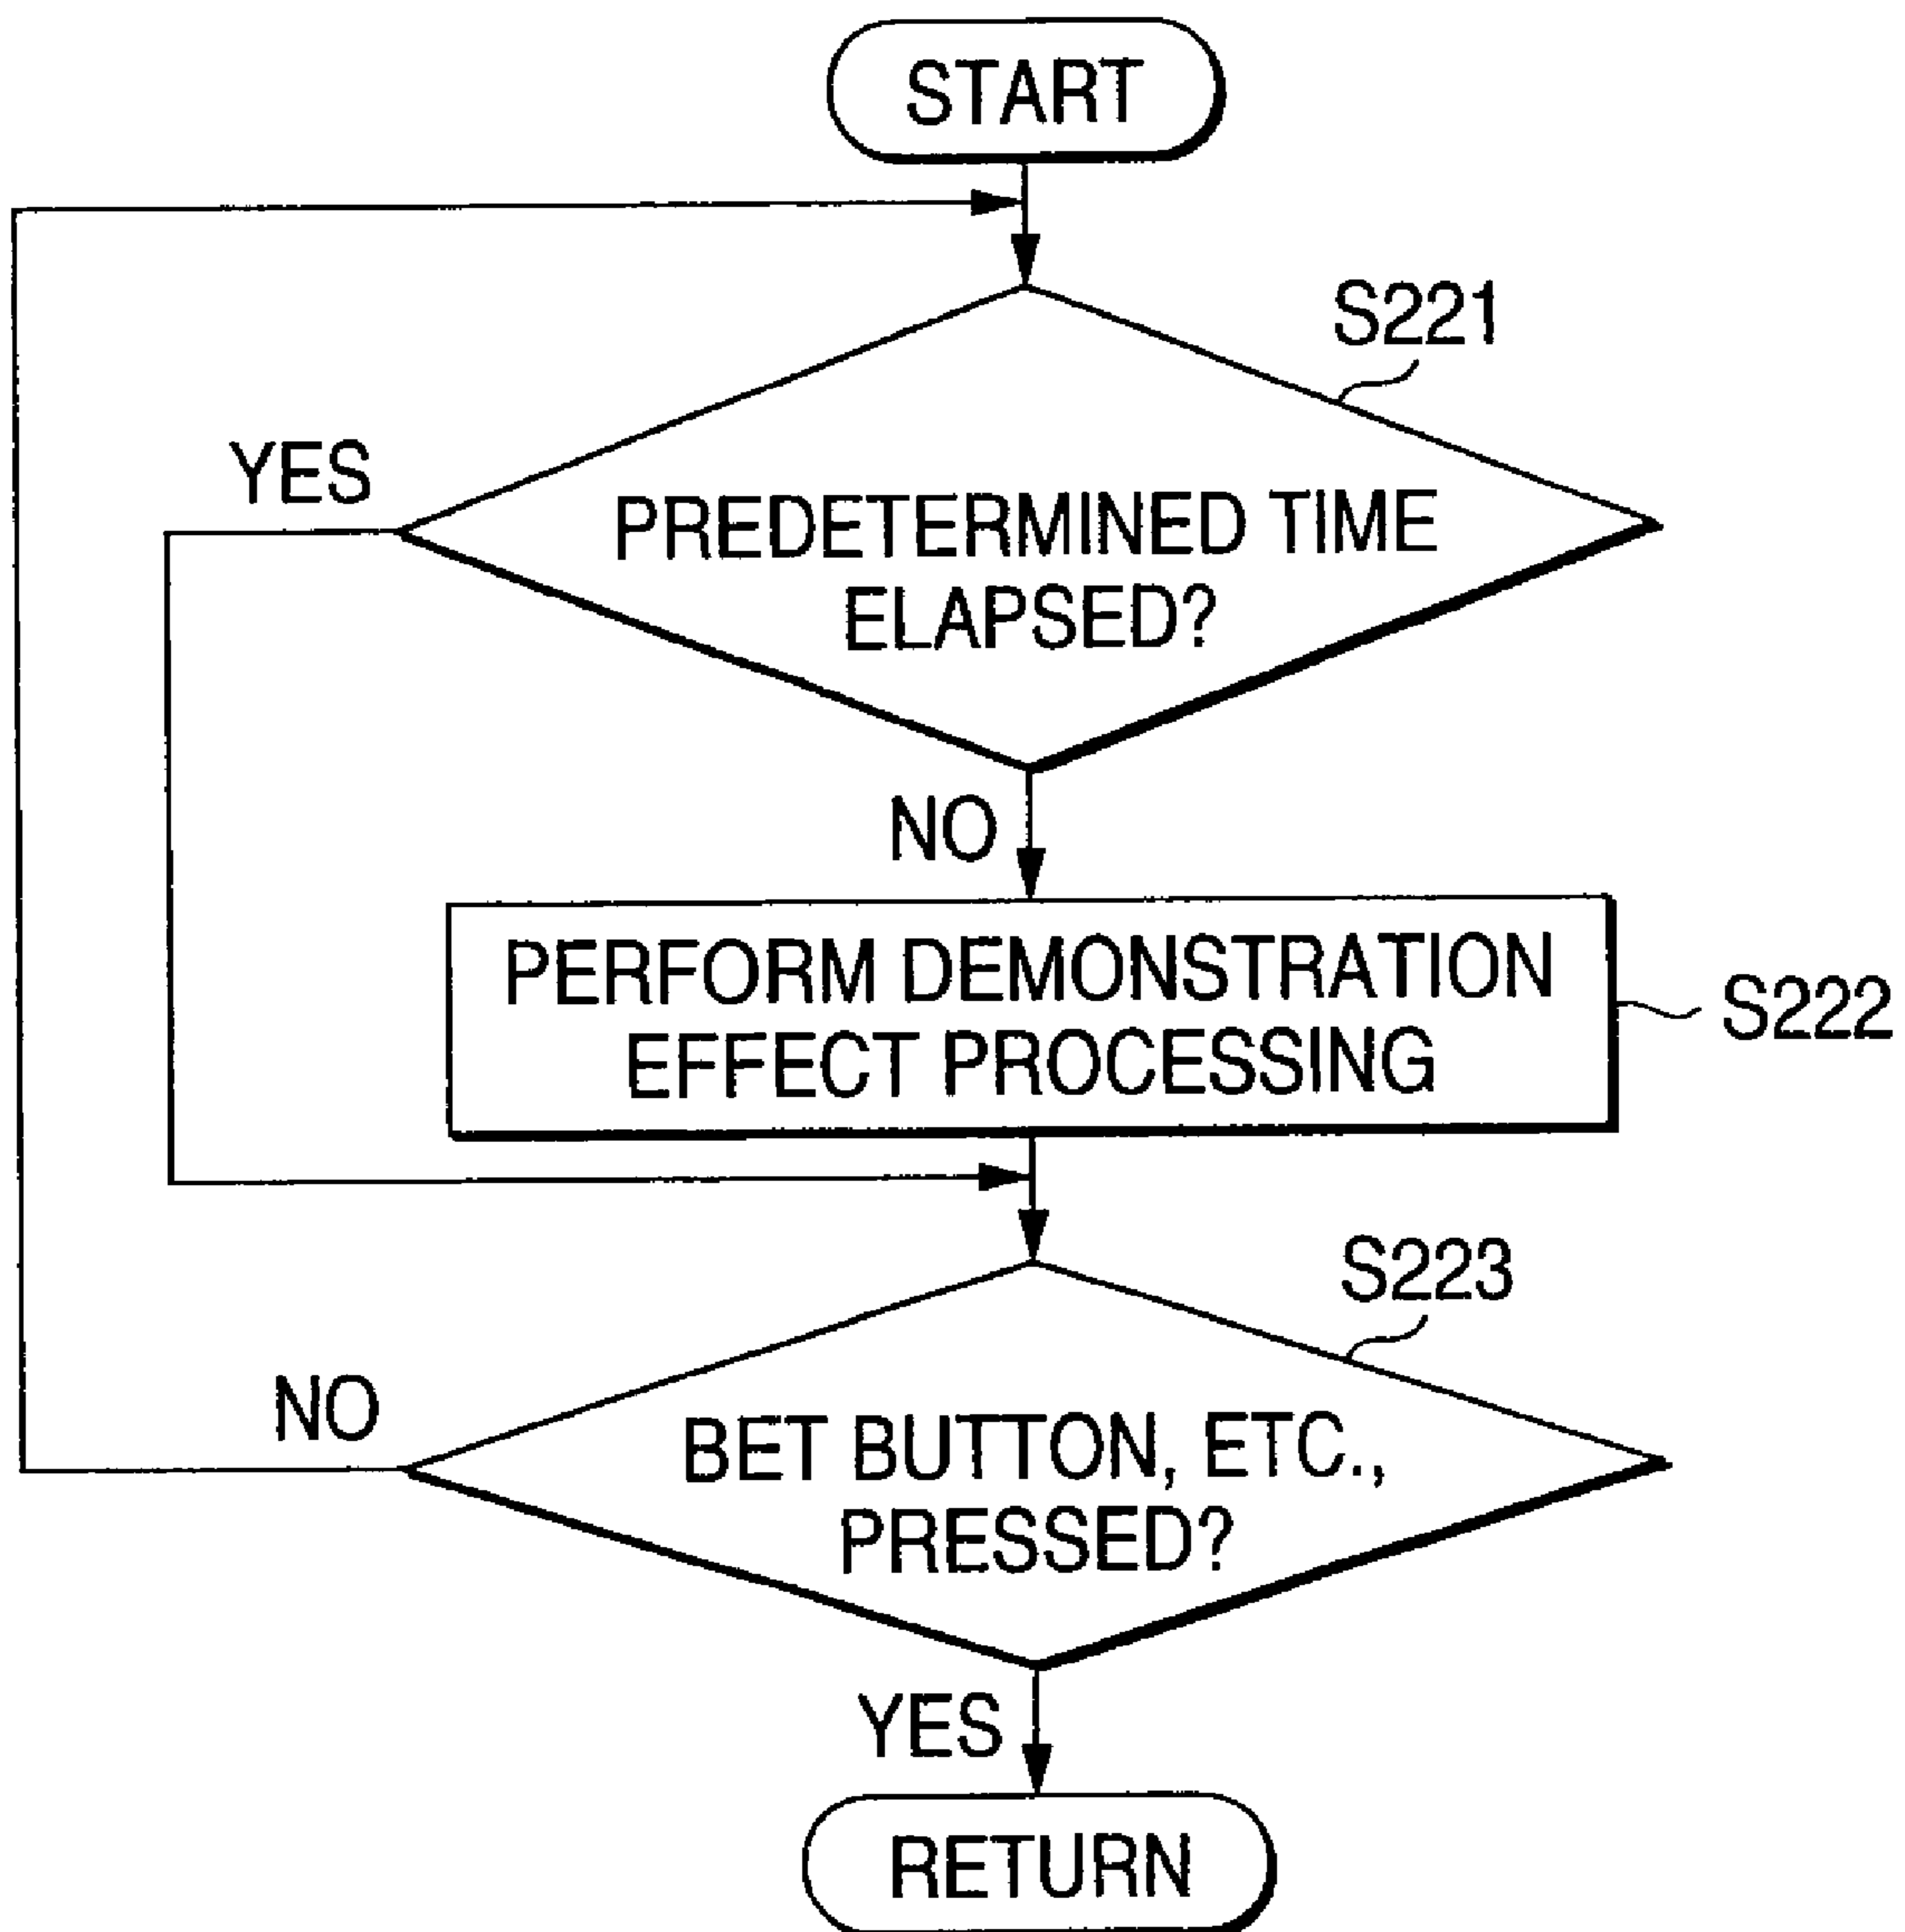 START
S221
YES
PREDETERMINED TIME
ELAPSED?
NO
PERFORM DEMONSTRATION
EFFECT PROCESSING
S222
S223
NO
BET BUTTON, ETC.,
PRESSED?
YES
RETURN